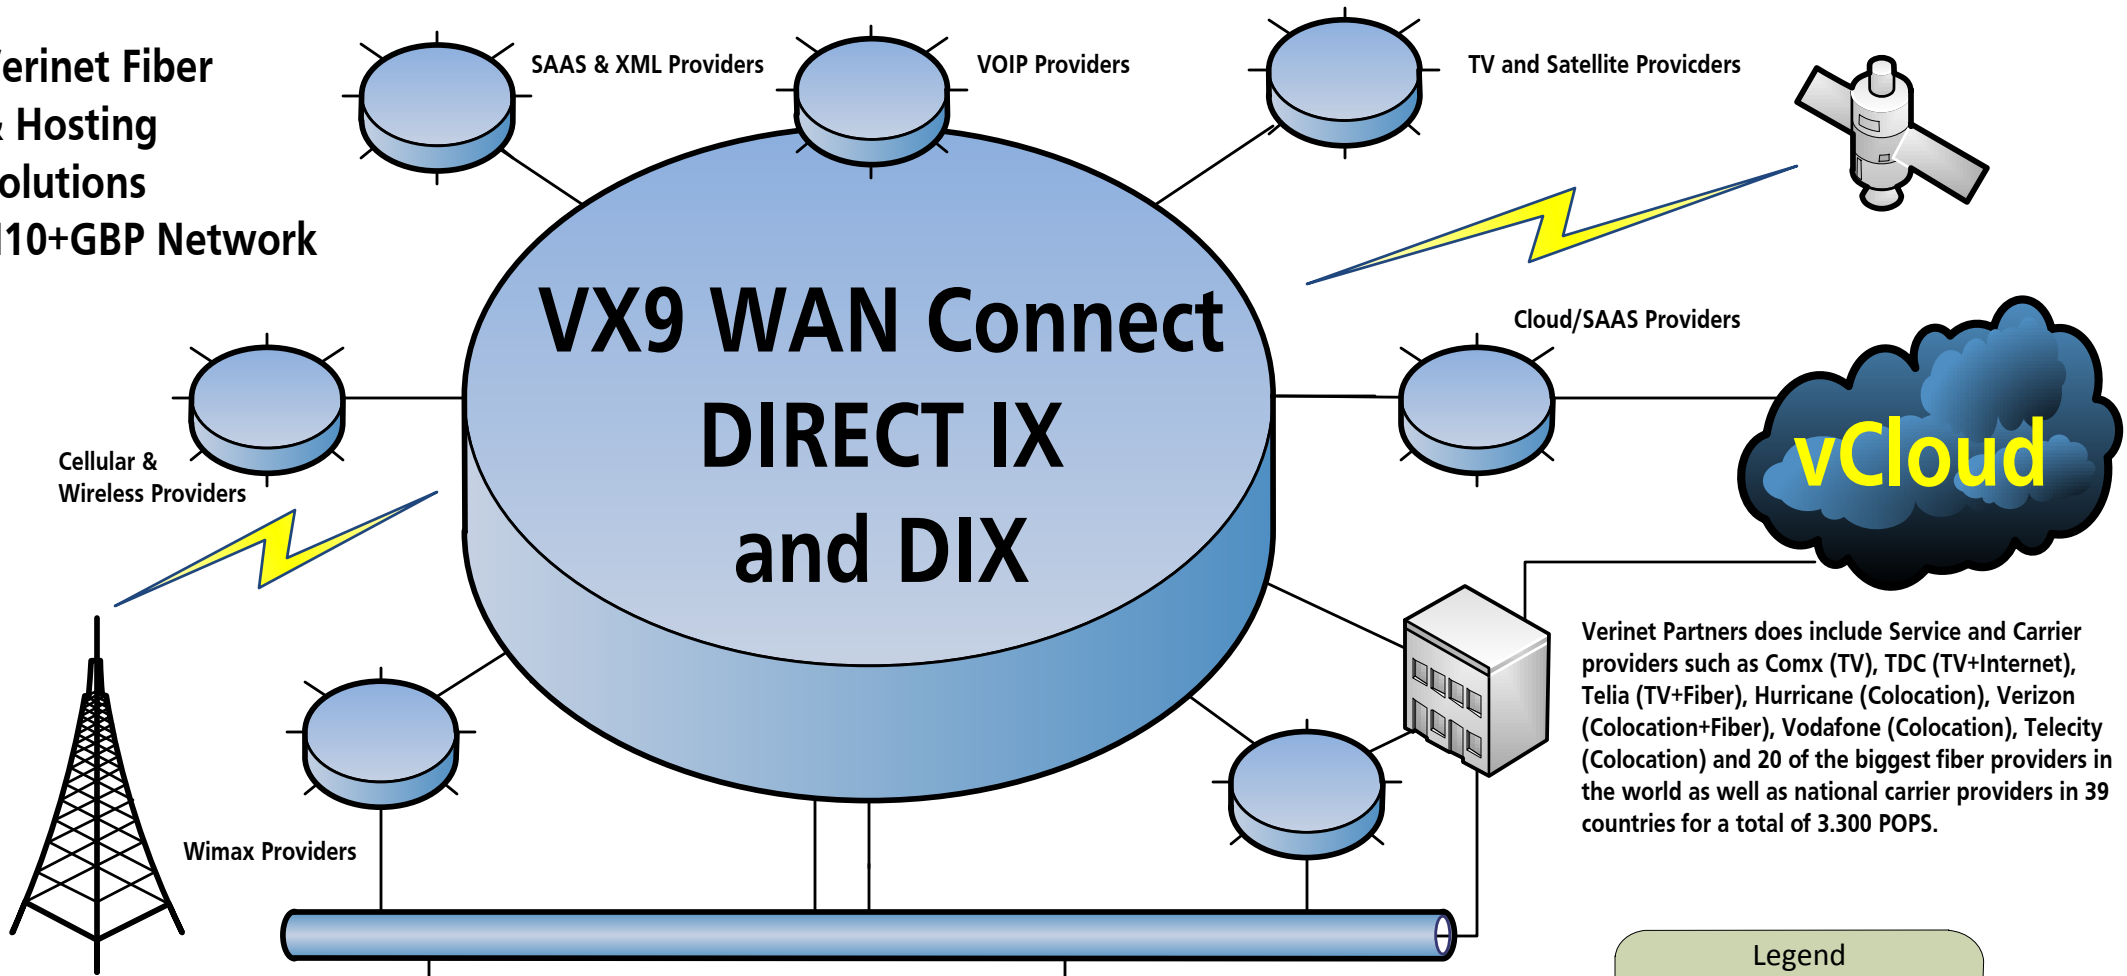 erinet Fiber
& Hosting
olutions
10+GBP Network
SAAS & XML Providers
VOIP Providers
TV and Satellite Provicders
VX9 WAN Connect
DIRECT IX
and DIX
Cloud/SAAS Providers
vCloud
Cellular &
Wireless Providers
Verinet Partners does include Service and Carrier
providers such as Comx (TV), TDC (TV+Internet),
Telia (TV+Fiber), Hurricane (Colocation), Verizon
(Colocation+Fiber), Vodafone (Colocation), Telecity
(Colocation) and 20 of the biggest fiber providers in
the world as well as national carrier providers in 39
countries for a total of 3.300 POPS.
Wimax Providers
Legend